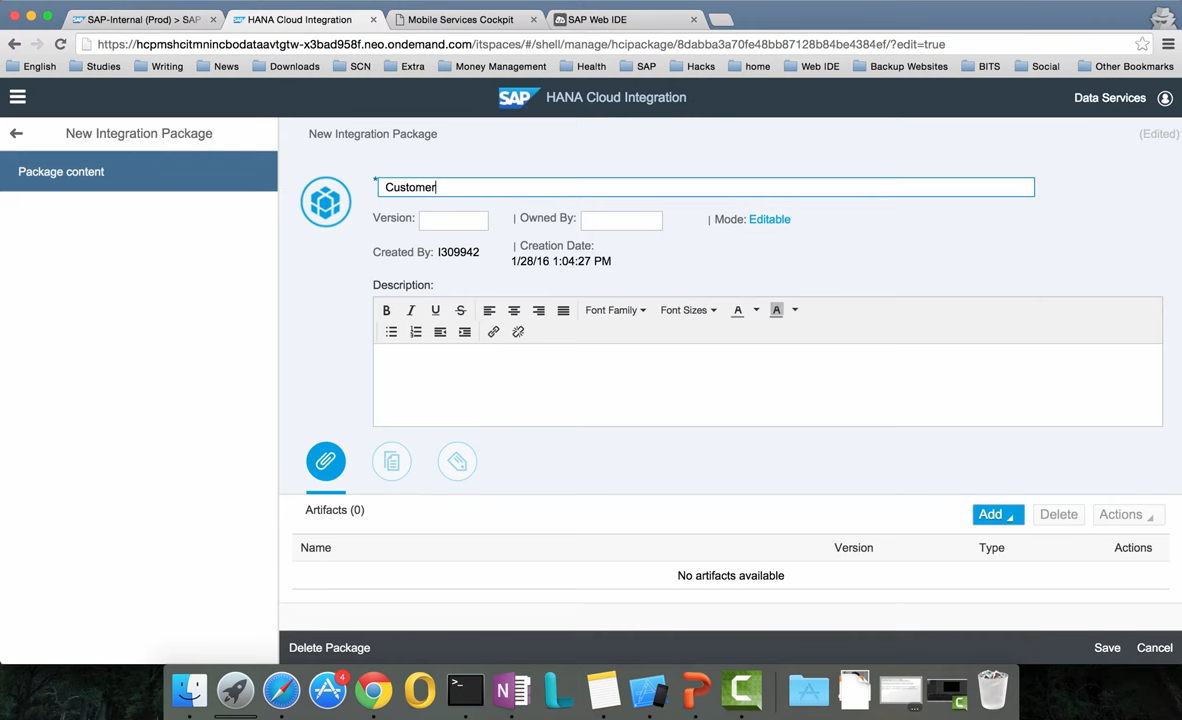 SAP-Internal (Prod) > SAP
HANA Cloud Integration
Mobile Services Cockpit
SAP Web IDE
https://hcpmshcitmnincbodataavtgtw-x3bad958f.neo.ondemand.com/itspaces/#/shell/manage/hcipackage/8dabba3a70fe48bb87128b84be4384ef/?edit=true
English Studies Writing News Downloads SCN Extra Money Management Health SAP Hacks home Web IDE Backup Websites BITS Social Other Bookmarks
SAP HANA Cloud Integration
Data Services
New Integration Package
New Integration Package
(Edited)
Package content
* Customer
Version:
| Owned By:
| Mode: Editable
Created By: I309942
| Creation Date:
1/28/16 1:04:27 PM
Description:
B I U S Font Family Font Sizes A A
Artifacts (0)
Add Delete Actions
Name Version Type Actions
No artifacts available
Delete Package
Save Cancel
4